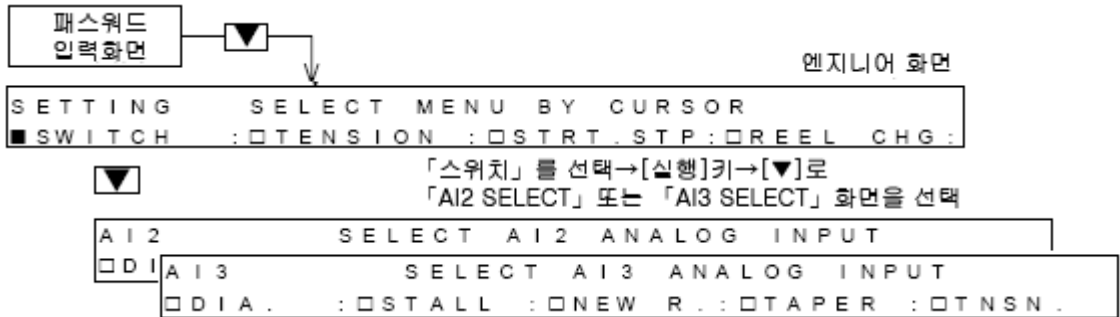 패스워드
입력화면
▼
엔지니어 화면
SETTING SELECT MENU BY CURSOR
■SWITCH :□TENSION :□STRT.STP:□REEL CHG:
▼
「스위치」를 선택→[실행]키→[▼]로
「AI2 SELECT」또는 「AI3 SELECT」화면을 선택
AI2 SELECT AI2 ANALOG INPUT
□DI
AI3 SELECT AI3 ANALOG INPUT
□DIA. :□STALL :□NEW R.:□TAPER :□TNSN.